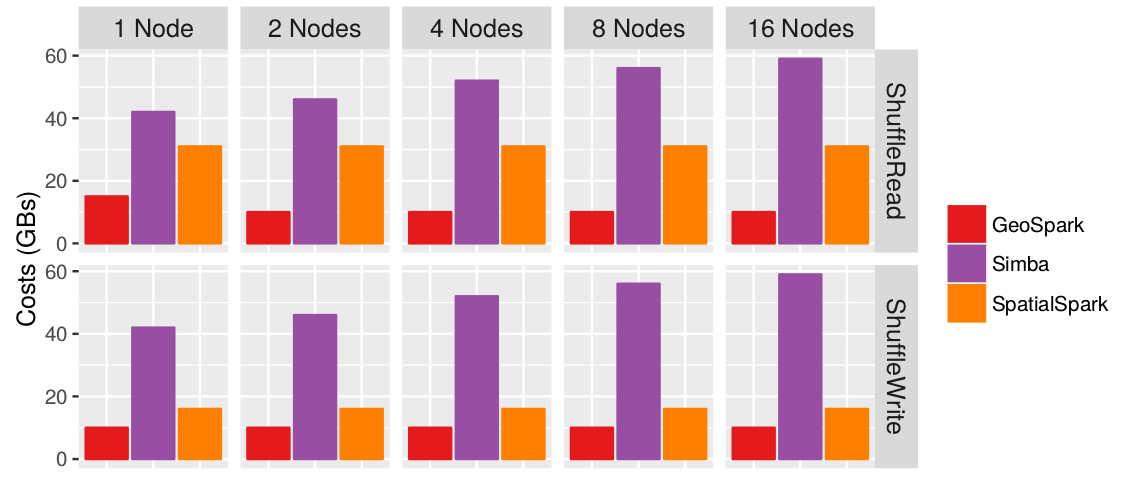 1 Node
2 Nodes
4 Nodes
8 Nodes
16 Nodes
Costs (GBs)
60
40
20
0
ShuffleRead
60
40
20
0
ShuffleWrite
GeoSpark
Simba
SpatialSpark